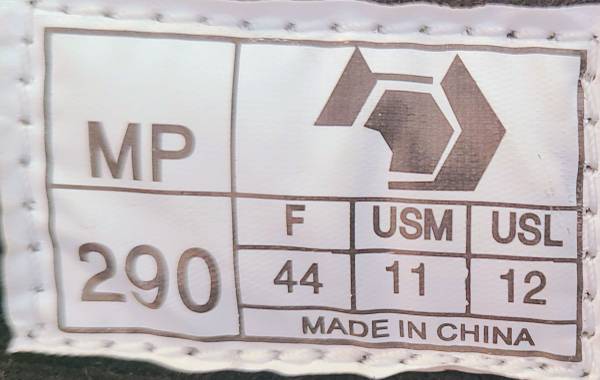 MP
290
F USM USL
44 11 12
MADE IN CHINA